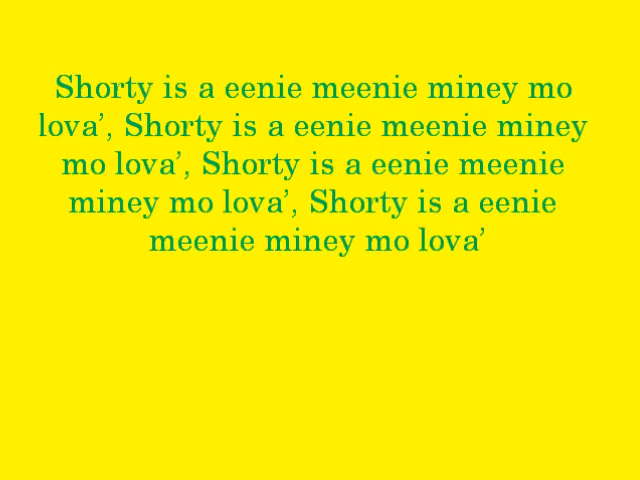 Shorty is a eenie meenie miney mo
lova’, Shorty is a eenie meenie miney
mo lova’, Shorty is a eenie meenie
miney mo lova’, Shorty is a eenie
meenie miney mo lova’